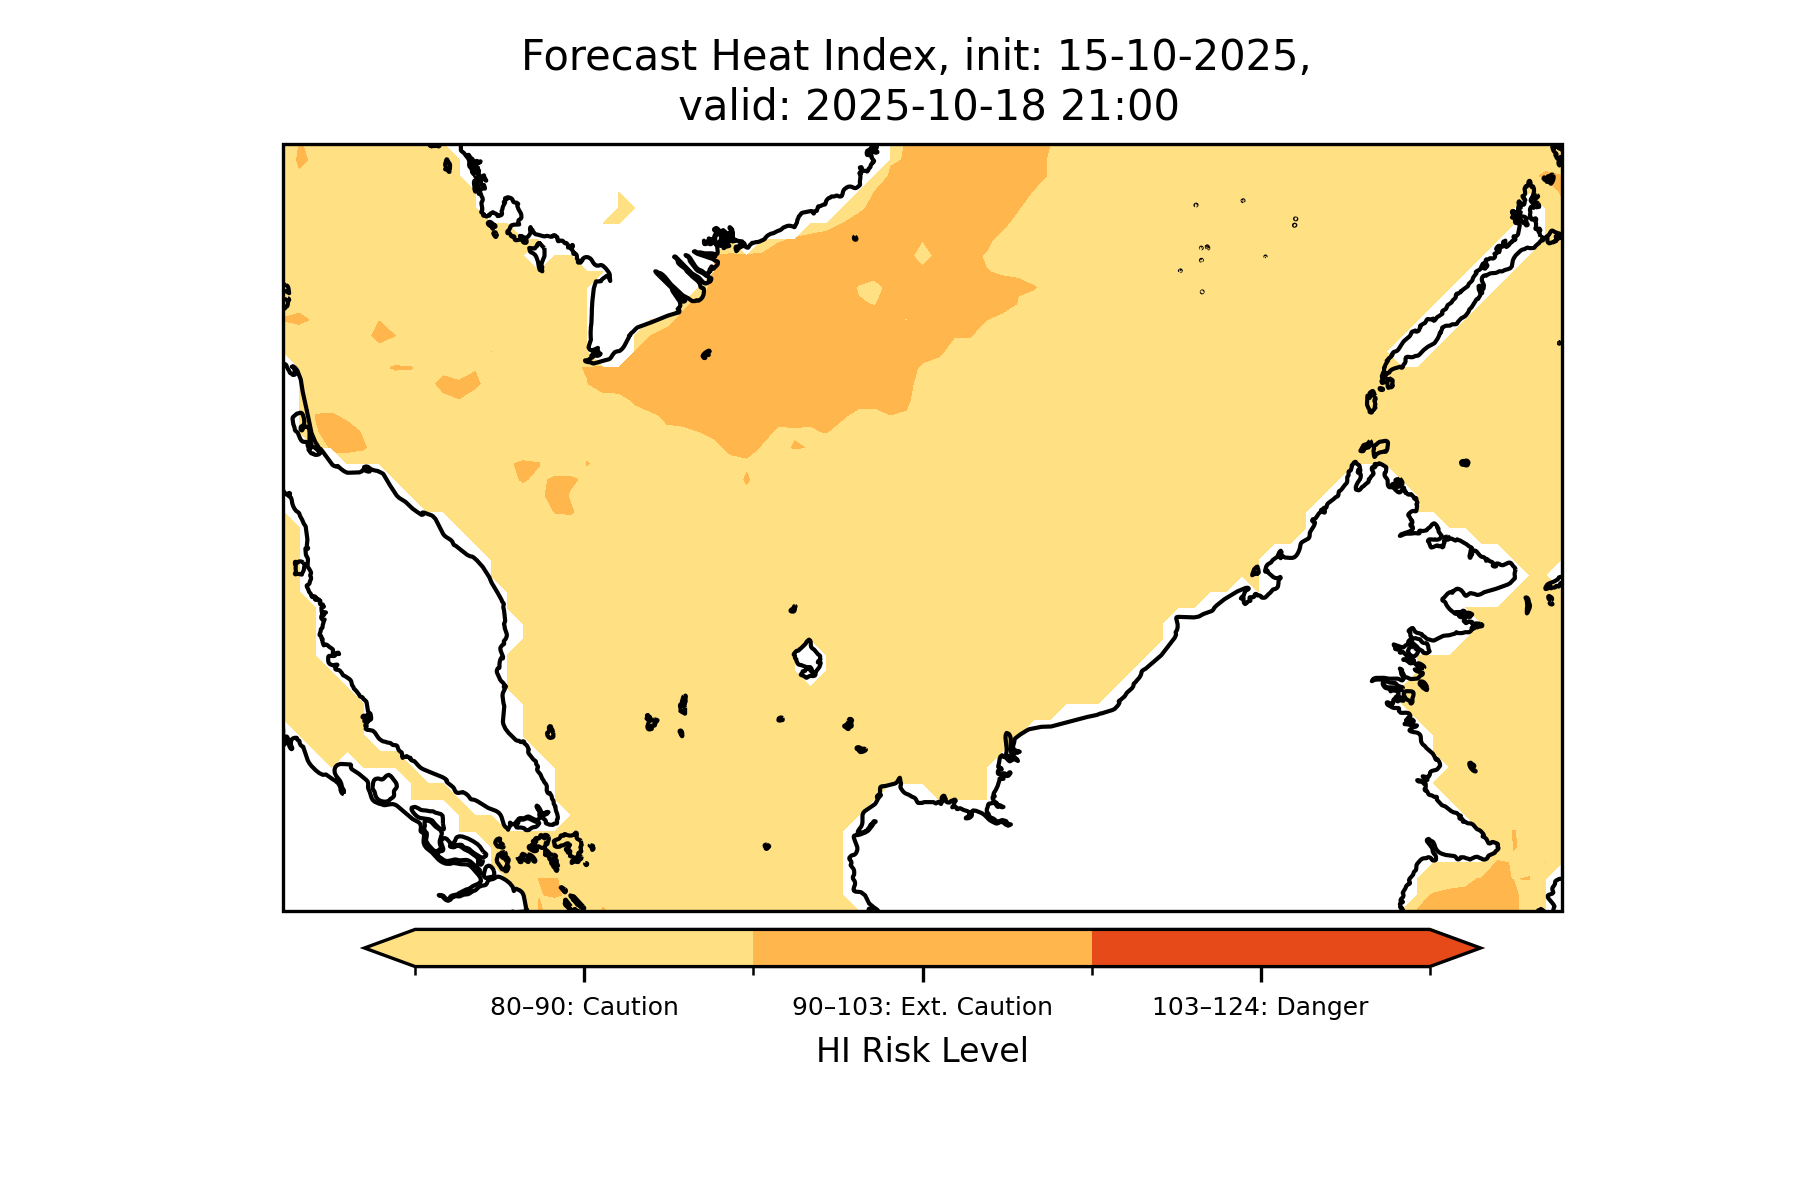 Forecast Heat Index, init: 15-10-2025,
valid: 2025-10-18 21:00
80–90: Caution
90–103: Ext. Caution
103–124: Danger
HI Risk Level